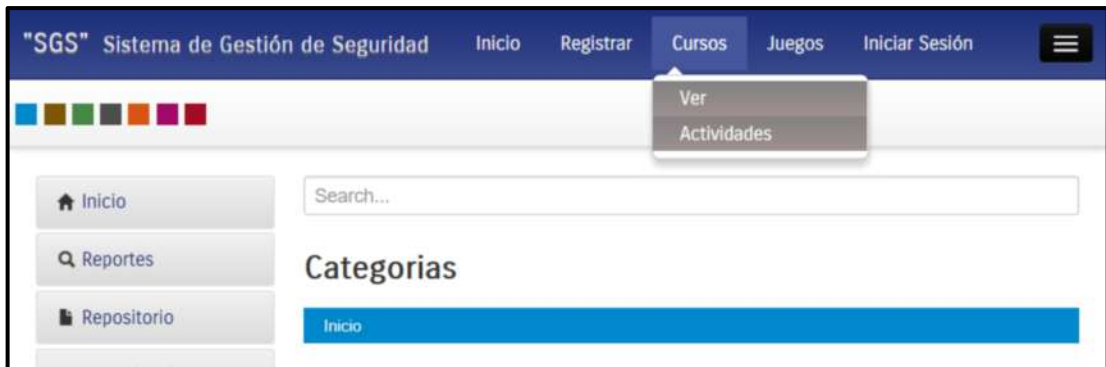 "SGS" Sistema de Gestión de Seguridad Inicio Registrar Cursos Juegos Iniciar Sesión
Ver
Actividades
Inicio
Search...
Reportes
Categorias
Repositorio
Inicio